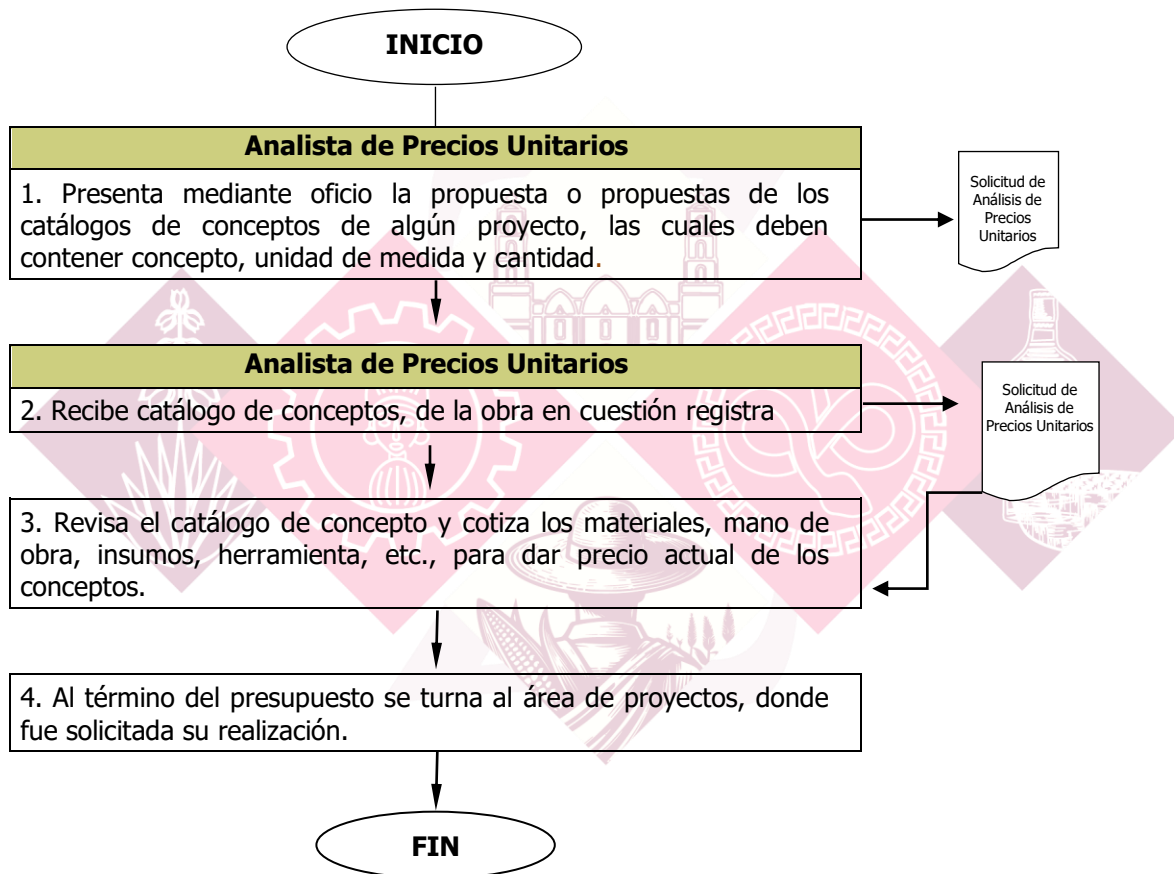 INICIO
Analista de Precios Unitarios
1. Presenta mediante oficio la propuesta o propuestas de los
catálogos de conceptos de algún proyecto, las cuales deben
contener concepto, unidad de medida y cantidad.
Solicitud de
Análisis de
Precios
Unitarios
Analista de Precios Unitarios
2. Recibe catálogo de conceptos, de la obra en cuestión registra
Solicitud de
Análisis de
Precios Unitarios
3. Revisa el catálogo de concepto y cotiza los materiales, mano de
obra, insumos, herramienta, etc., para dar precio actual de los
conceptos.
4. Al término del presupuesto se turna al área de proyectos, donde
fue solicitada su realización.
FIN